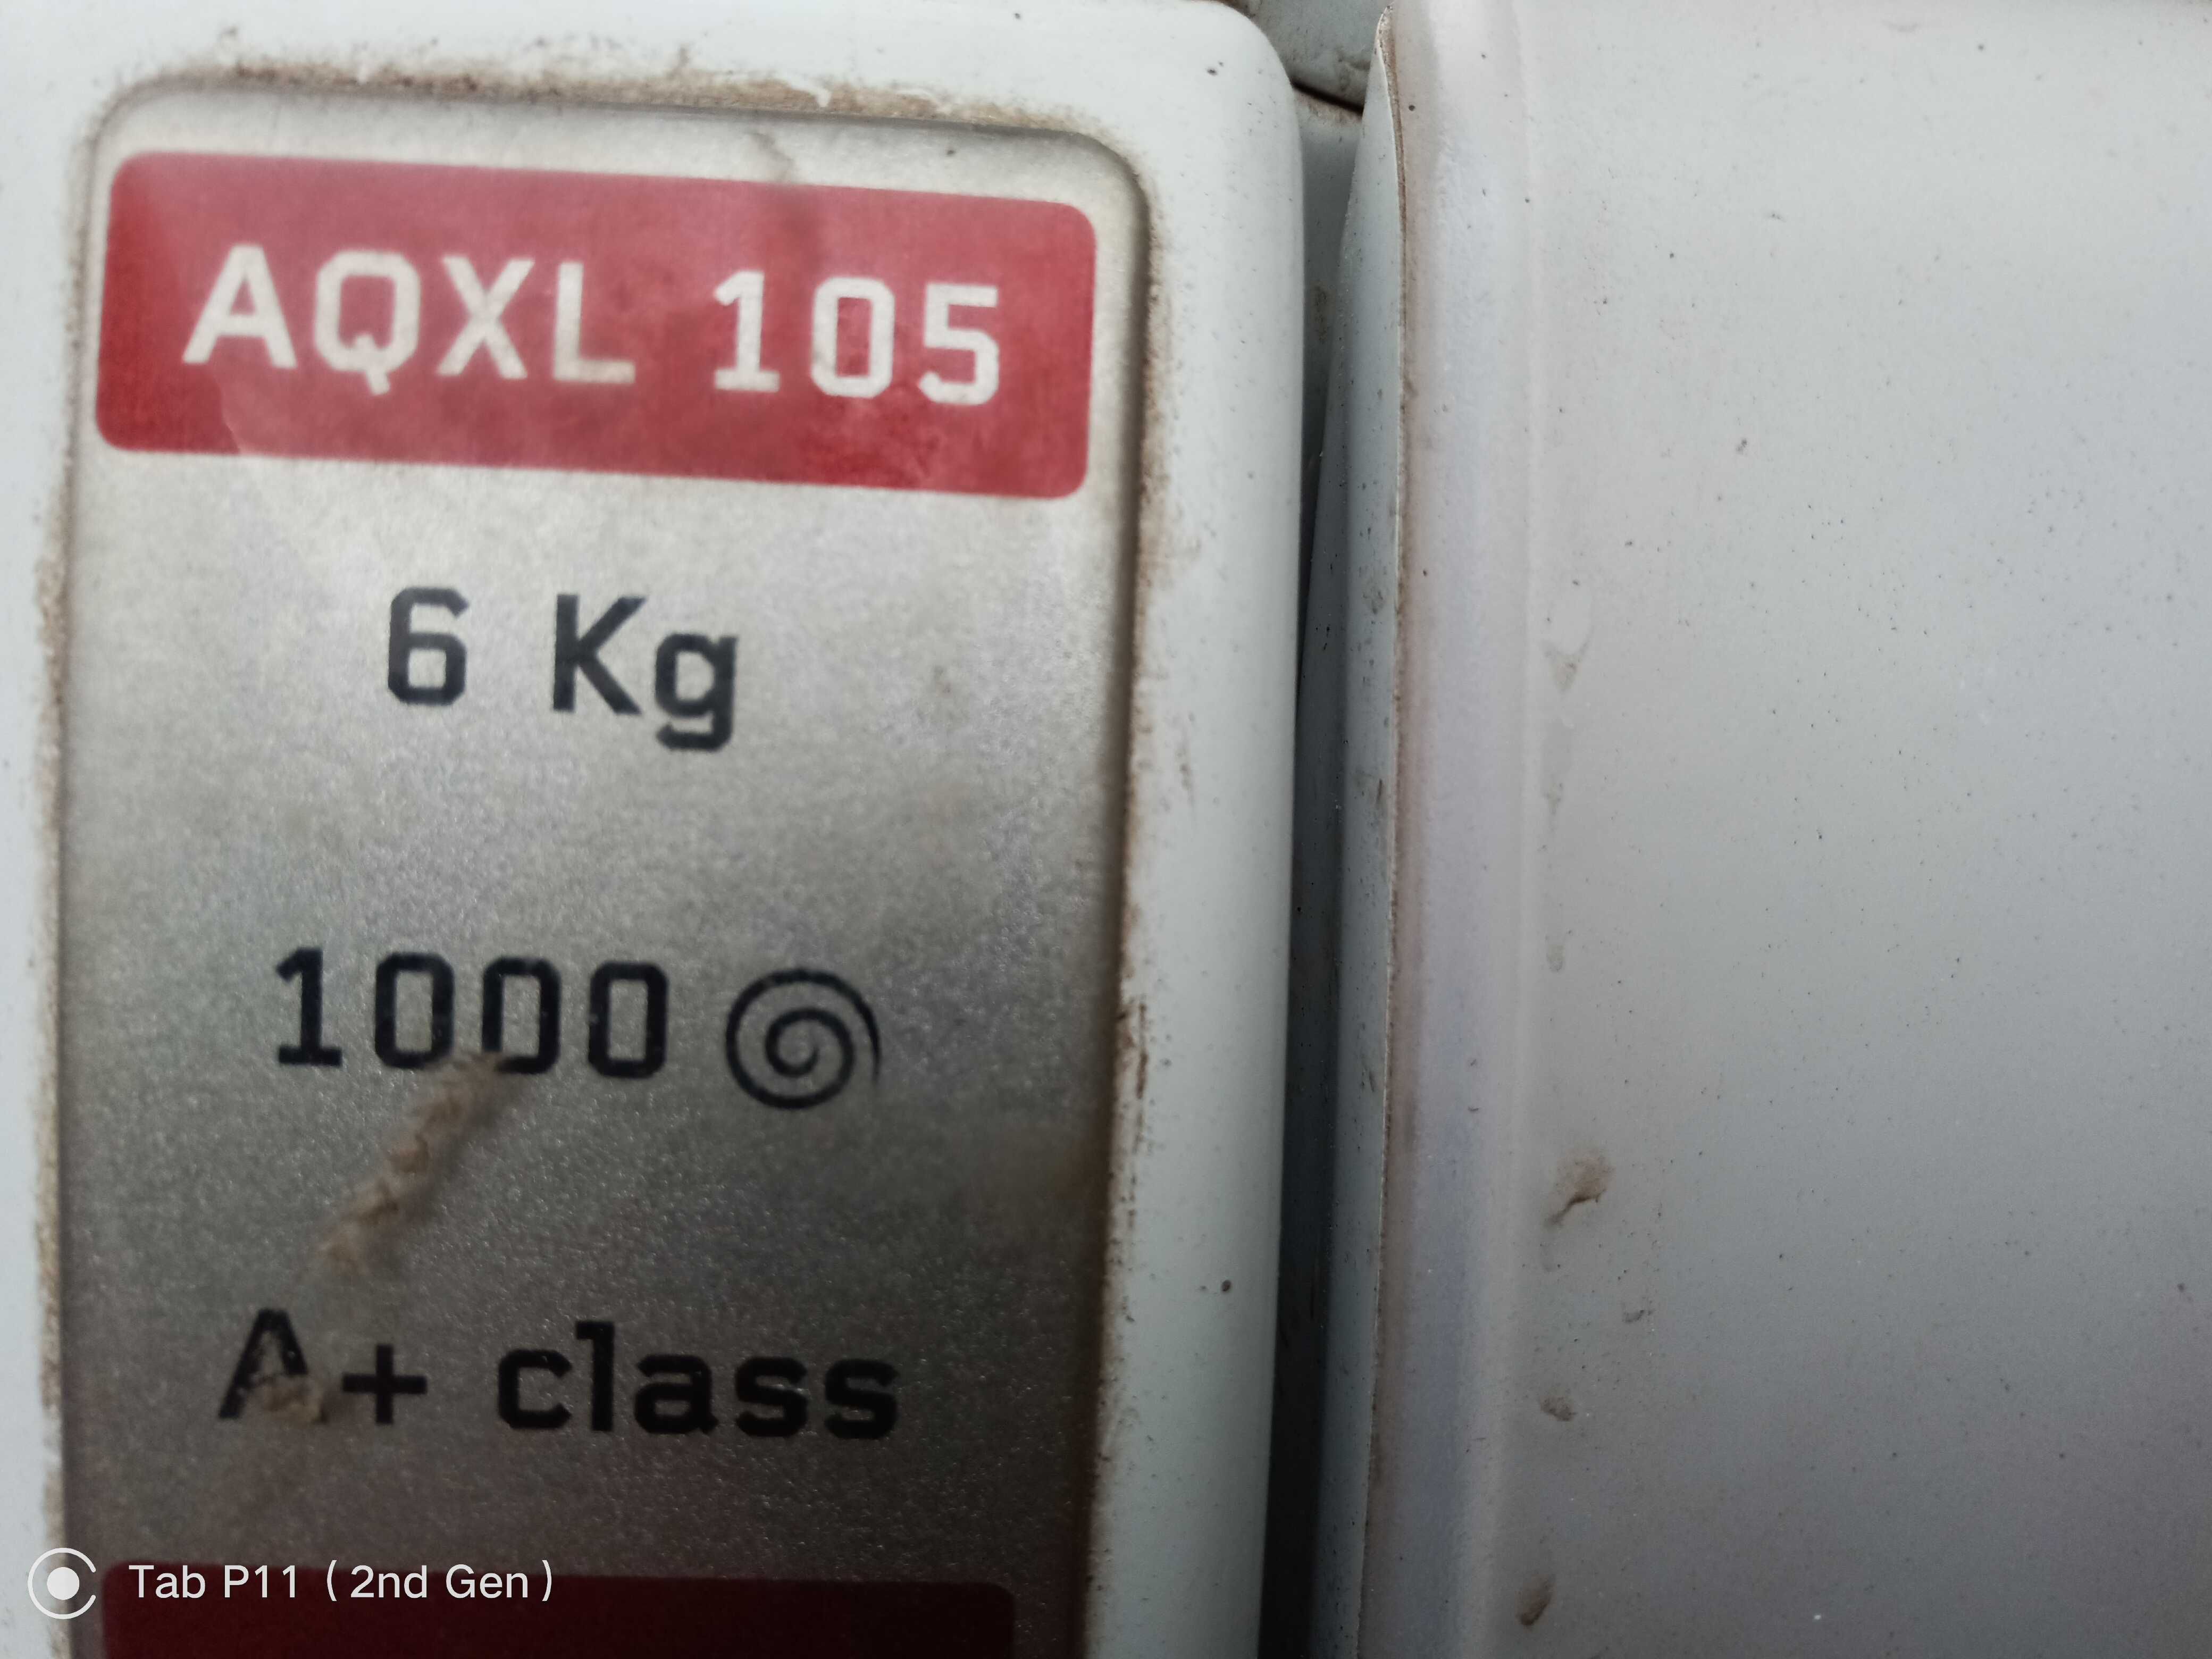 AQXL 105
6 Kg
1000
A+ class
Tab P11 (2nd Gen)